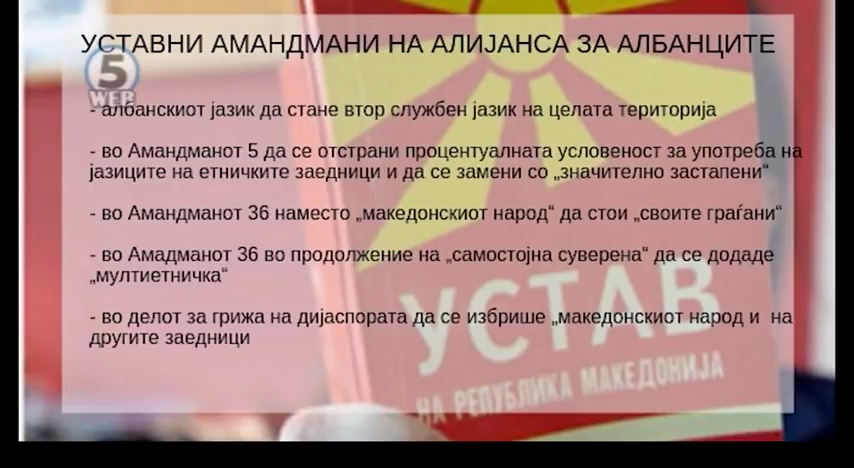 УСТАВНИ АМАНДМАНИ НА АЛИЈАНСА ЗА АЛБАНЦИТЕ
5
WEB
- албанскиот јазик да стане втор службен јазик на целата територија
- во Амандманот 5 да се отстрани процентуалната условеност за употреба на
јазиците на етничките заедници и да се замени со „значително застапени“
- во Амандманот 36 наместо „македонскиот народ“ да стои „своите граѓани“
- во Амадманот 36 во продолжение на „самостојна суверена“ да се додаде
„мултиетничка“
- во делот за грижа на дијаспората да се избрише „македонскиот народ и  на
другите заедници
УСТАВ
НА РЕПУБЛИКА МАКЕДОНИЈА